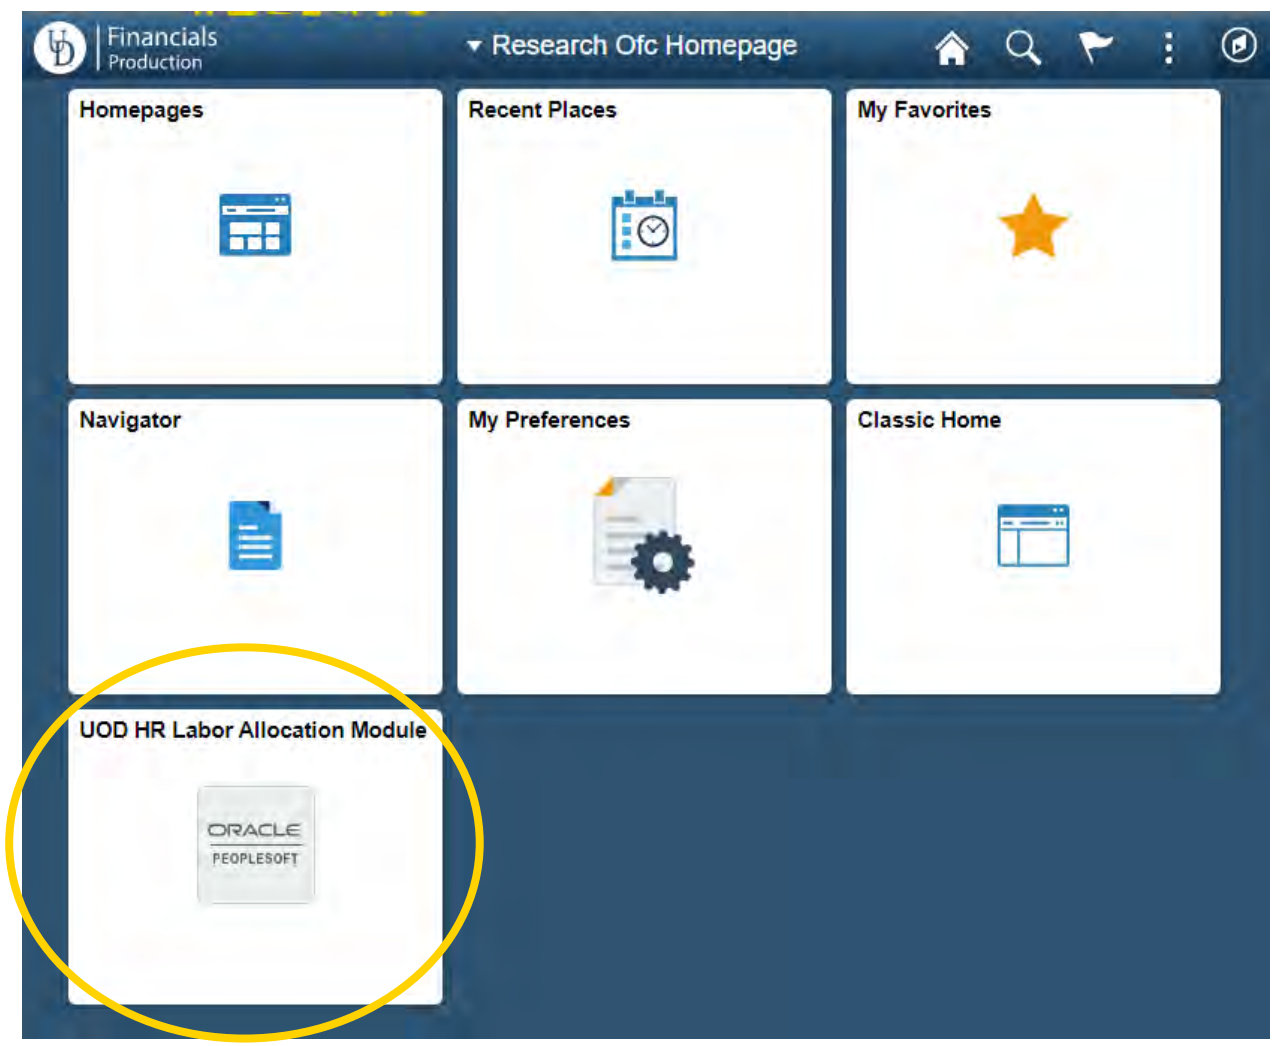 UD
Financials
Production
Research Ofc Homepage
Homepages
Recent Places
My Favorites
Navigator
My Preferences
Classic Home
UOD HR Labor Allocation Module
ORACLE
PEOPLESOFT